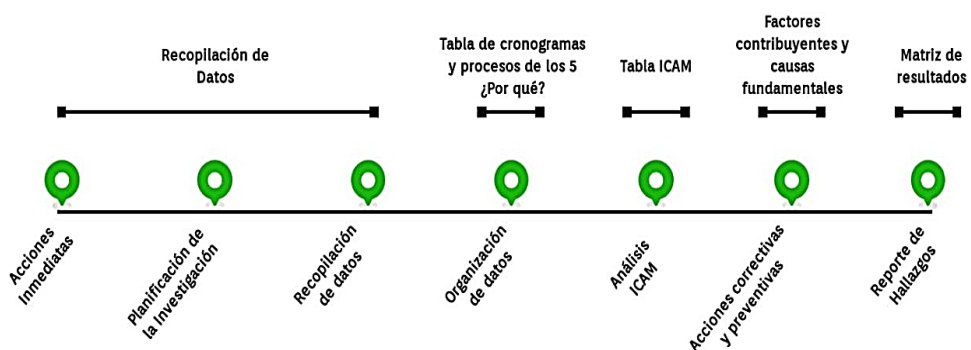 Recopilación de
Datos
Tabla de cronogramas
y procesos de los 5
¿Por qué?
Tabla ICAM
Factores
contribuyentes y
causas
fundamentales
Matriz de
resultados
Acciones
Inmediatas
Planificación de
la Investigación
Recopilación
de datos
Organización
de datos
Análisis
ICAM
Acciones correctivas
y preventivas
Reporte de
Hallazgos